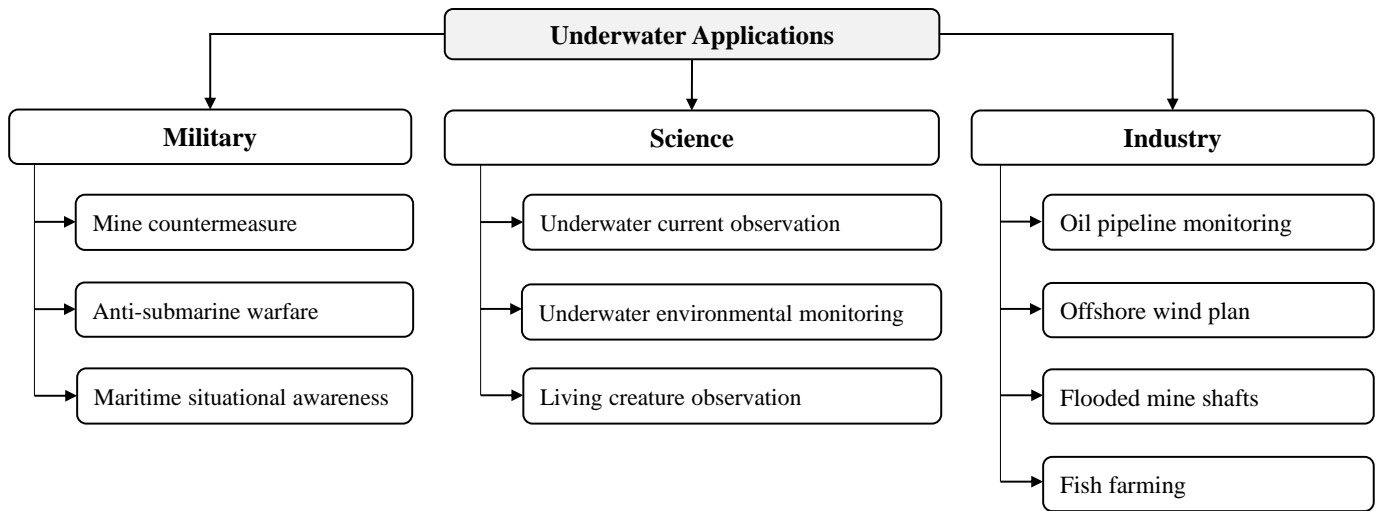 Underwater Applications
Military
Mine countermeasure
Anti-submarine warfare
Maritime situational awareness
Science
Underwater current observation
Underwater environmental monitoring
Living creature observation
Industry
Oil pipeline monitoring
Offshore wind plan
Flooded mine shafts
Fish farming